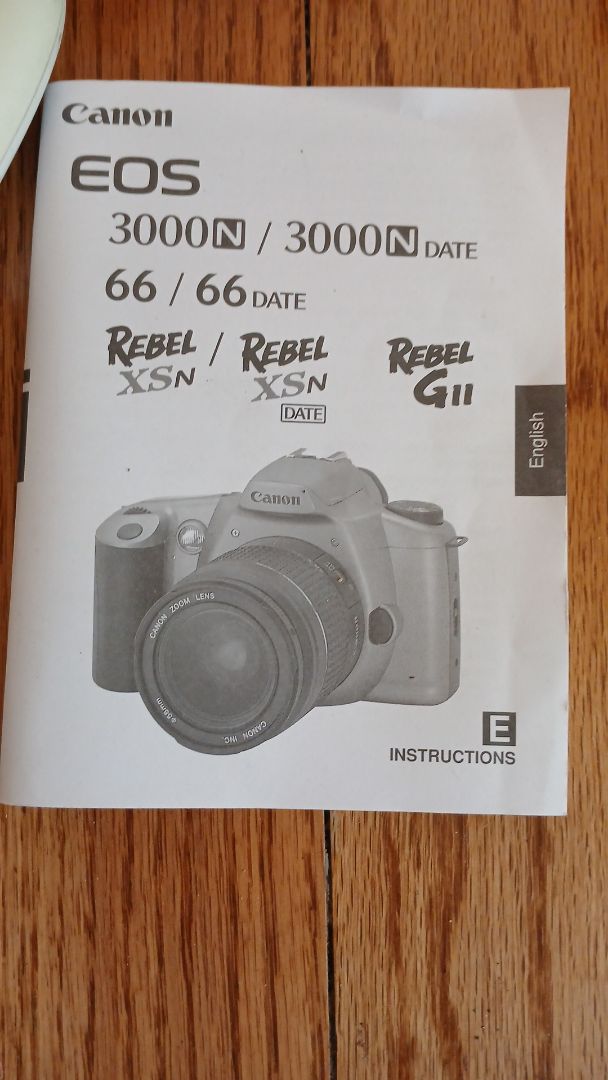 Canon
EOS
3000N / 3000N DATE
66 / 66 DATE
REBEL XSN / REBEL XSN DATE
REBEL GII
English
Canon
CANON ZOOM LENS
CANON INC.
ø58mm
E
INSTRUCTIONS